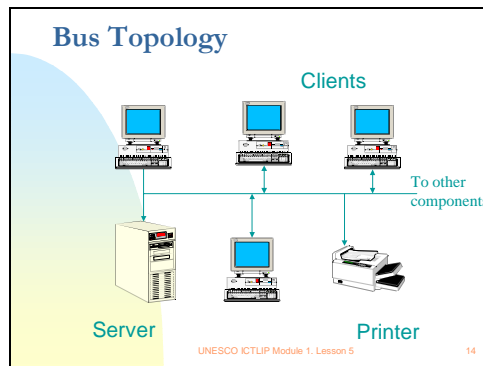 Bus Topology
Clients
To other
components
Server
Printer
UNESCO ICTLIP Module 1. Lesson 5
14